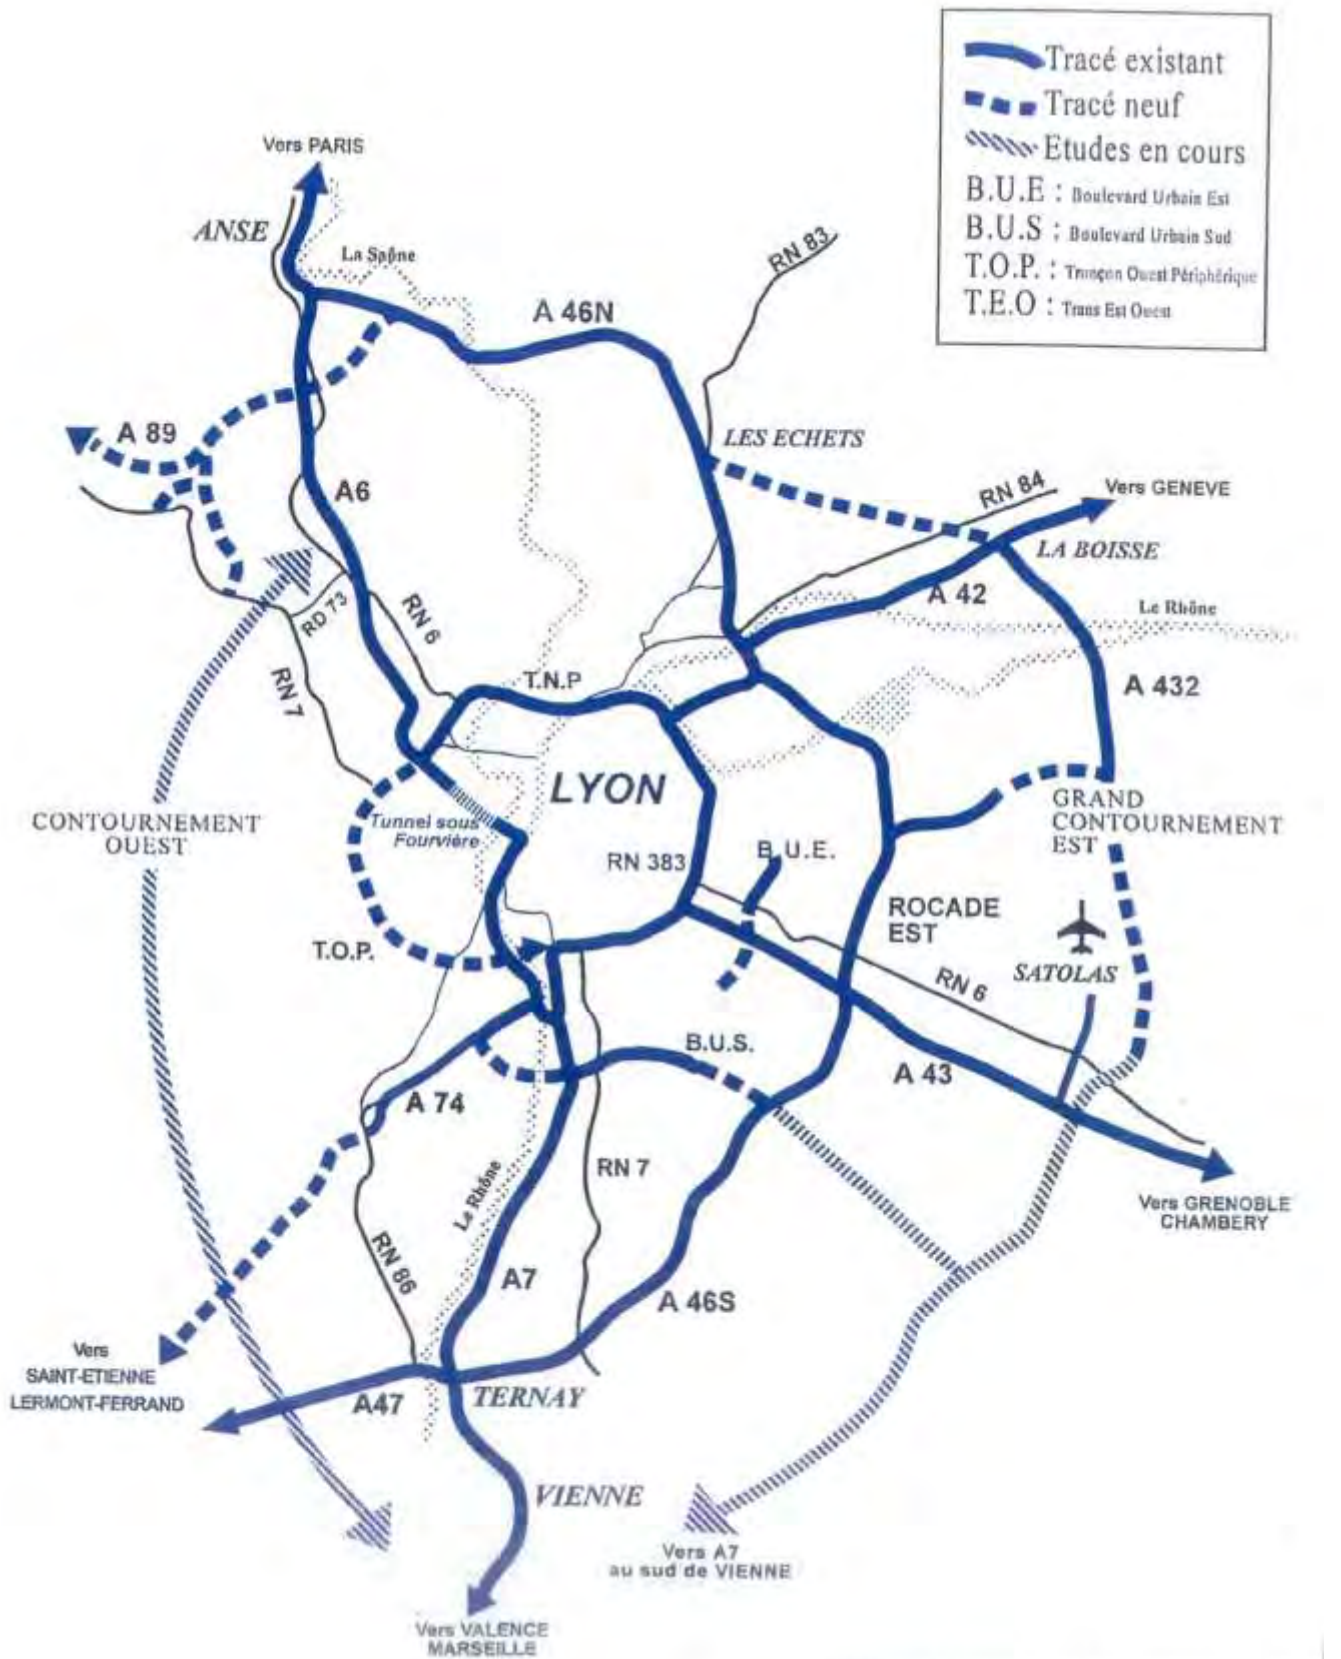 Tracé existant
Tracé neuf
Etudes en cours
B.U.E : Boulevard Urbain Est
B.U.S : Boulevard Urbain Sud
T.O.P. : Tronçon Ouest Périphérique
T.E.O : Trans Est Ouest
Vers PARIS
ANSE
La Saône
RN 83
A 46N
A 89
LES ECHETS
A6
RN 84
Vers GENEVE
LA BOISSE
A 42
Le Rhône
RD 73
RN 6
RN 7
T.N.P
A 432
LYON
GRAND
CONTOURNEMENT
EST
CONTOURNEMENT
OUEST
Tunnel sous
Fourvière
RN 383
B.U.E.
ROCADE
EST
T.O.P.
SATOLAS
RN 6
B.U.S.
A 43
A 74
RN 7
Le Rhône
Vers GRENOBLE
CHAMBERY
RN 86
A7
A 46S
Vers
SAINT-ETIENNE
LERMONT-FERRAND
A47
TERNAY
VIENNE
Vers A7
au sud de VIENNE
Vers VALENCE
MARSEILLE